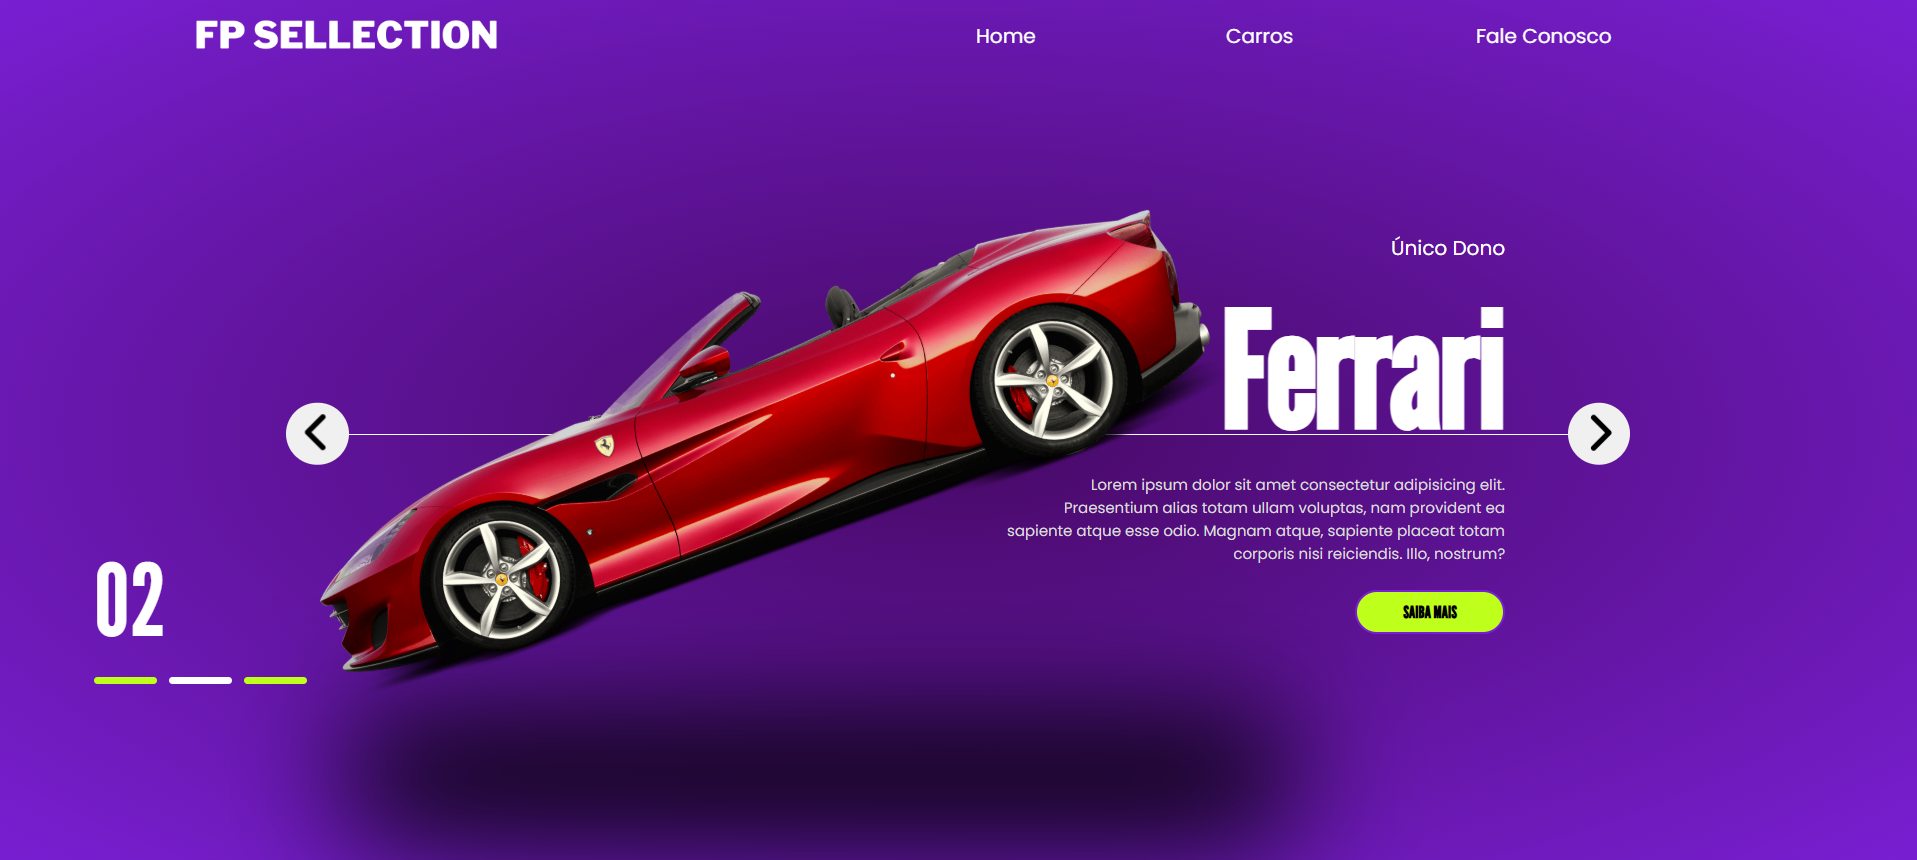 FP SELLECTION
Home
Carros
Fale Conosco
Único Dono
Ferrari
Lorem ipsum dolor sit amet consectetur adipisicing elit.
Praesentium alias totam ullam voluptas, nam provident ea
sapiente atque esse odio. Magnam atque, sapiente placeat totam
corporis nisi reiciendis. Illo, nostrum?
SAIBA MAIS
02